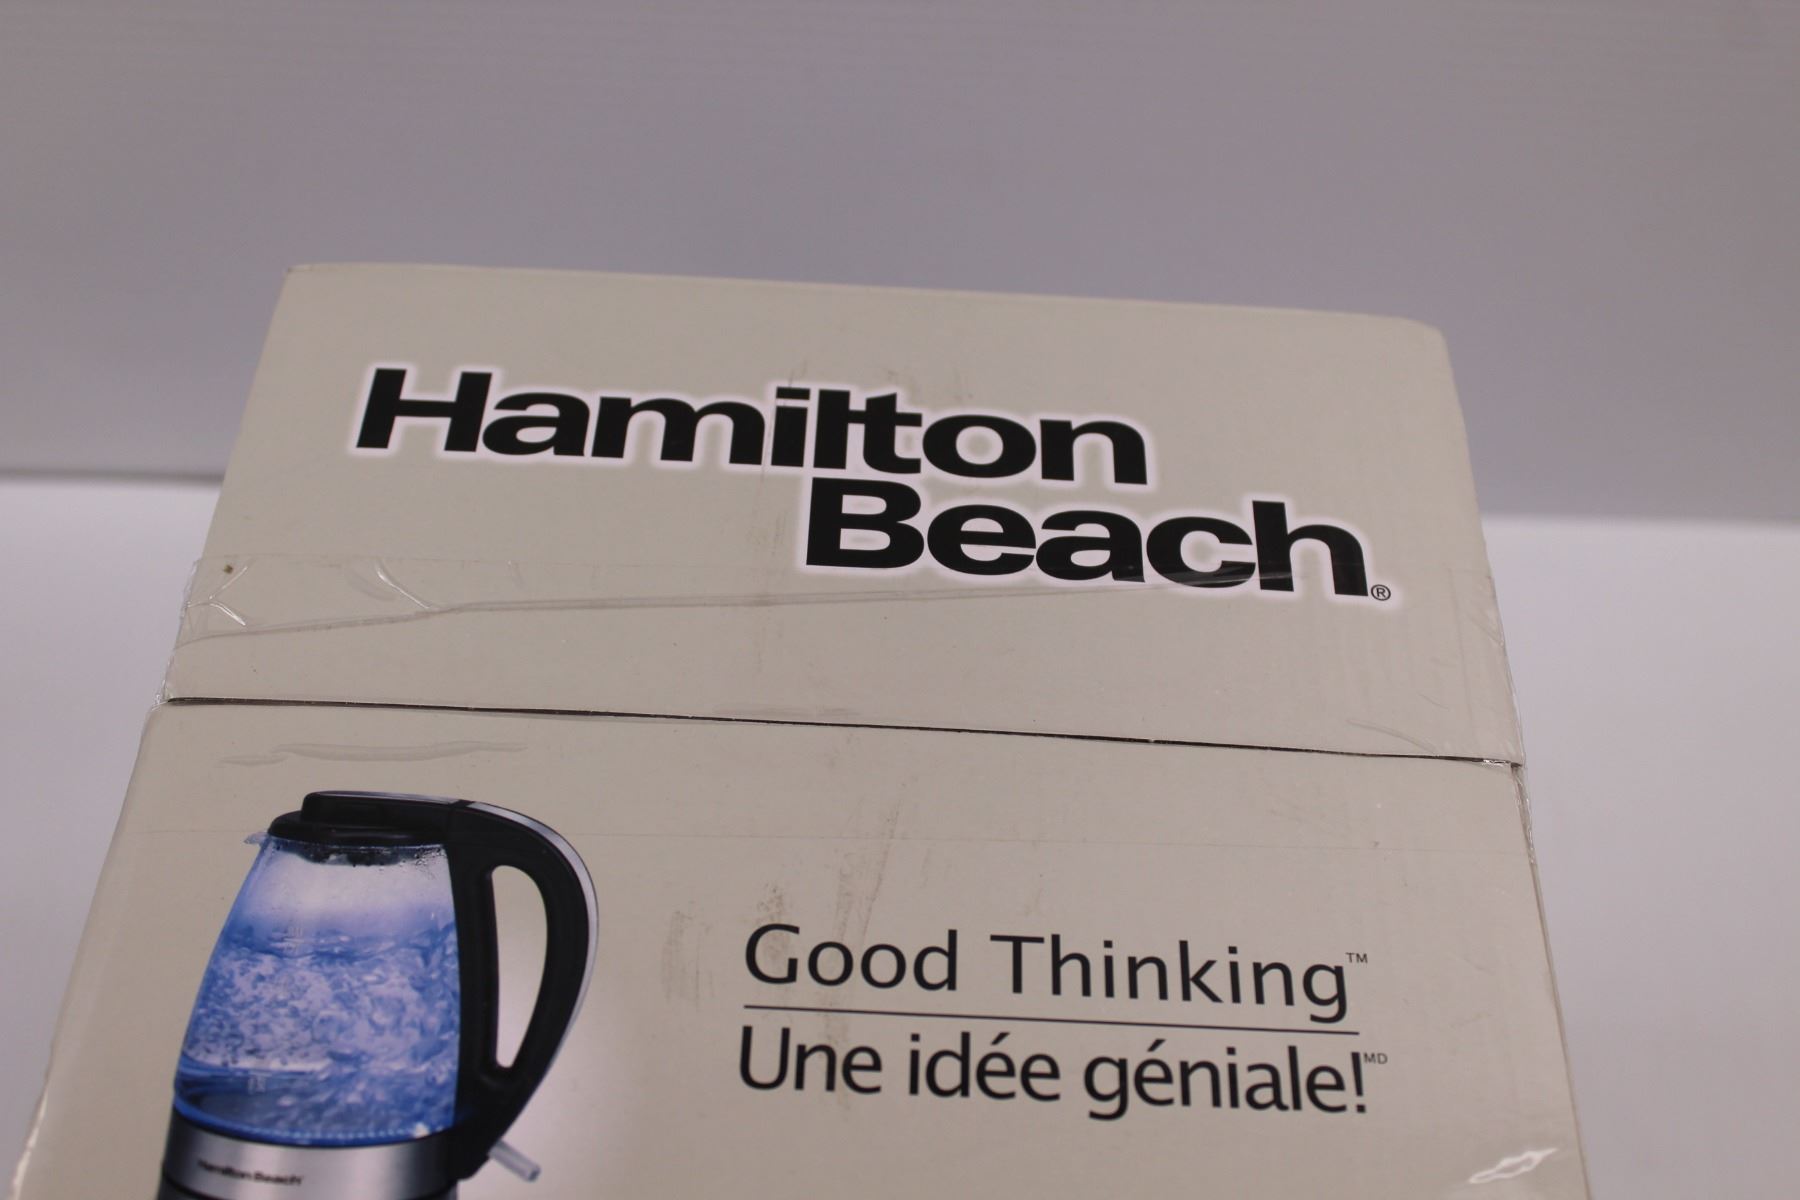 Hamilton
Beach®
Good Thinking™
Une idée géniale!MD
Hamilton Beach